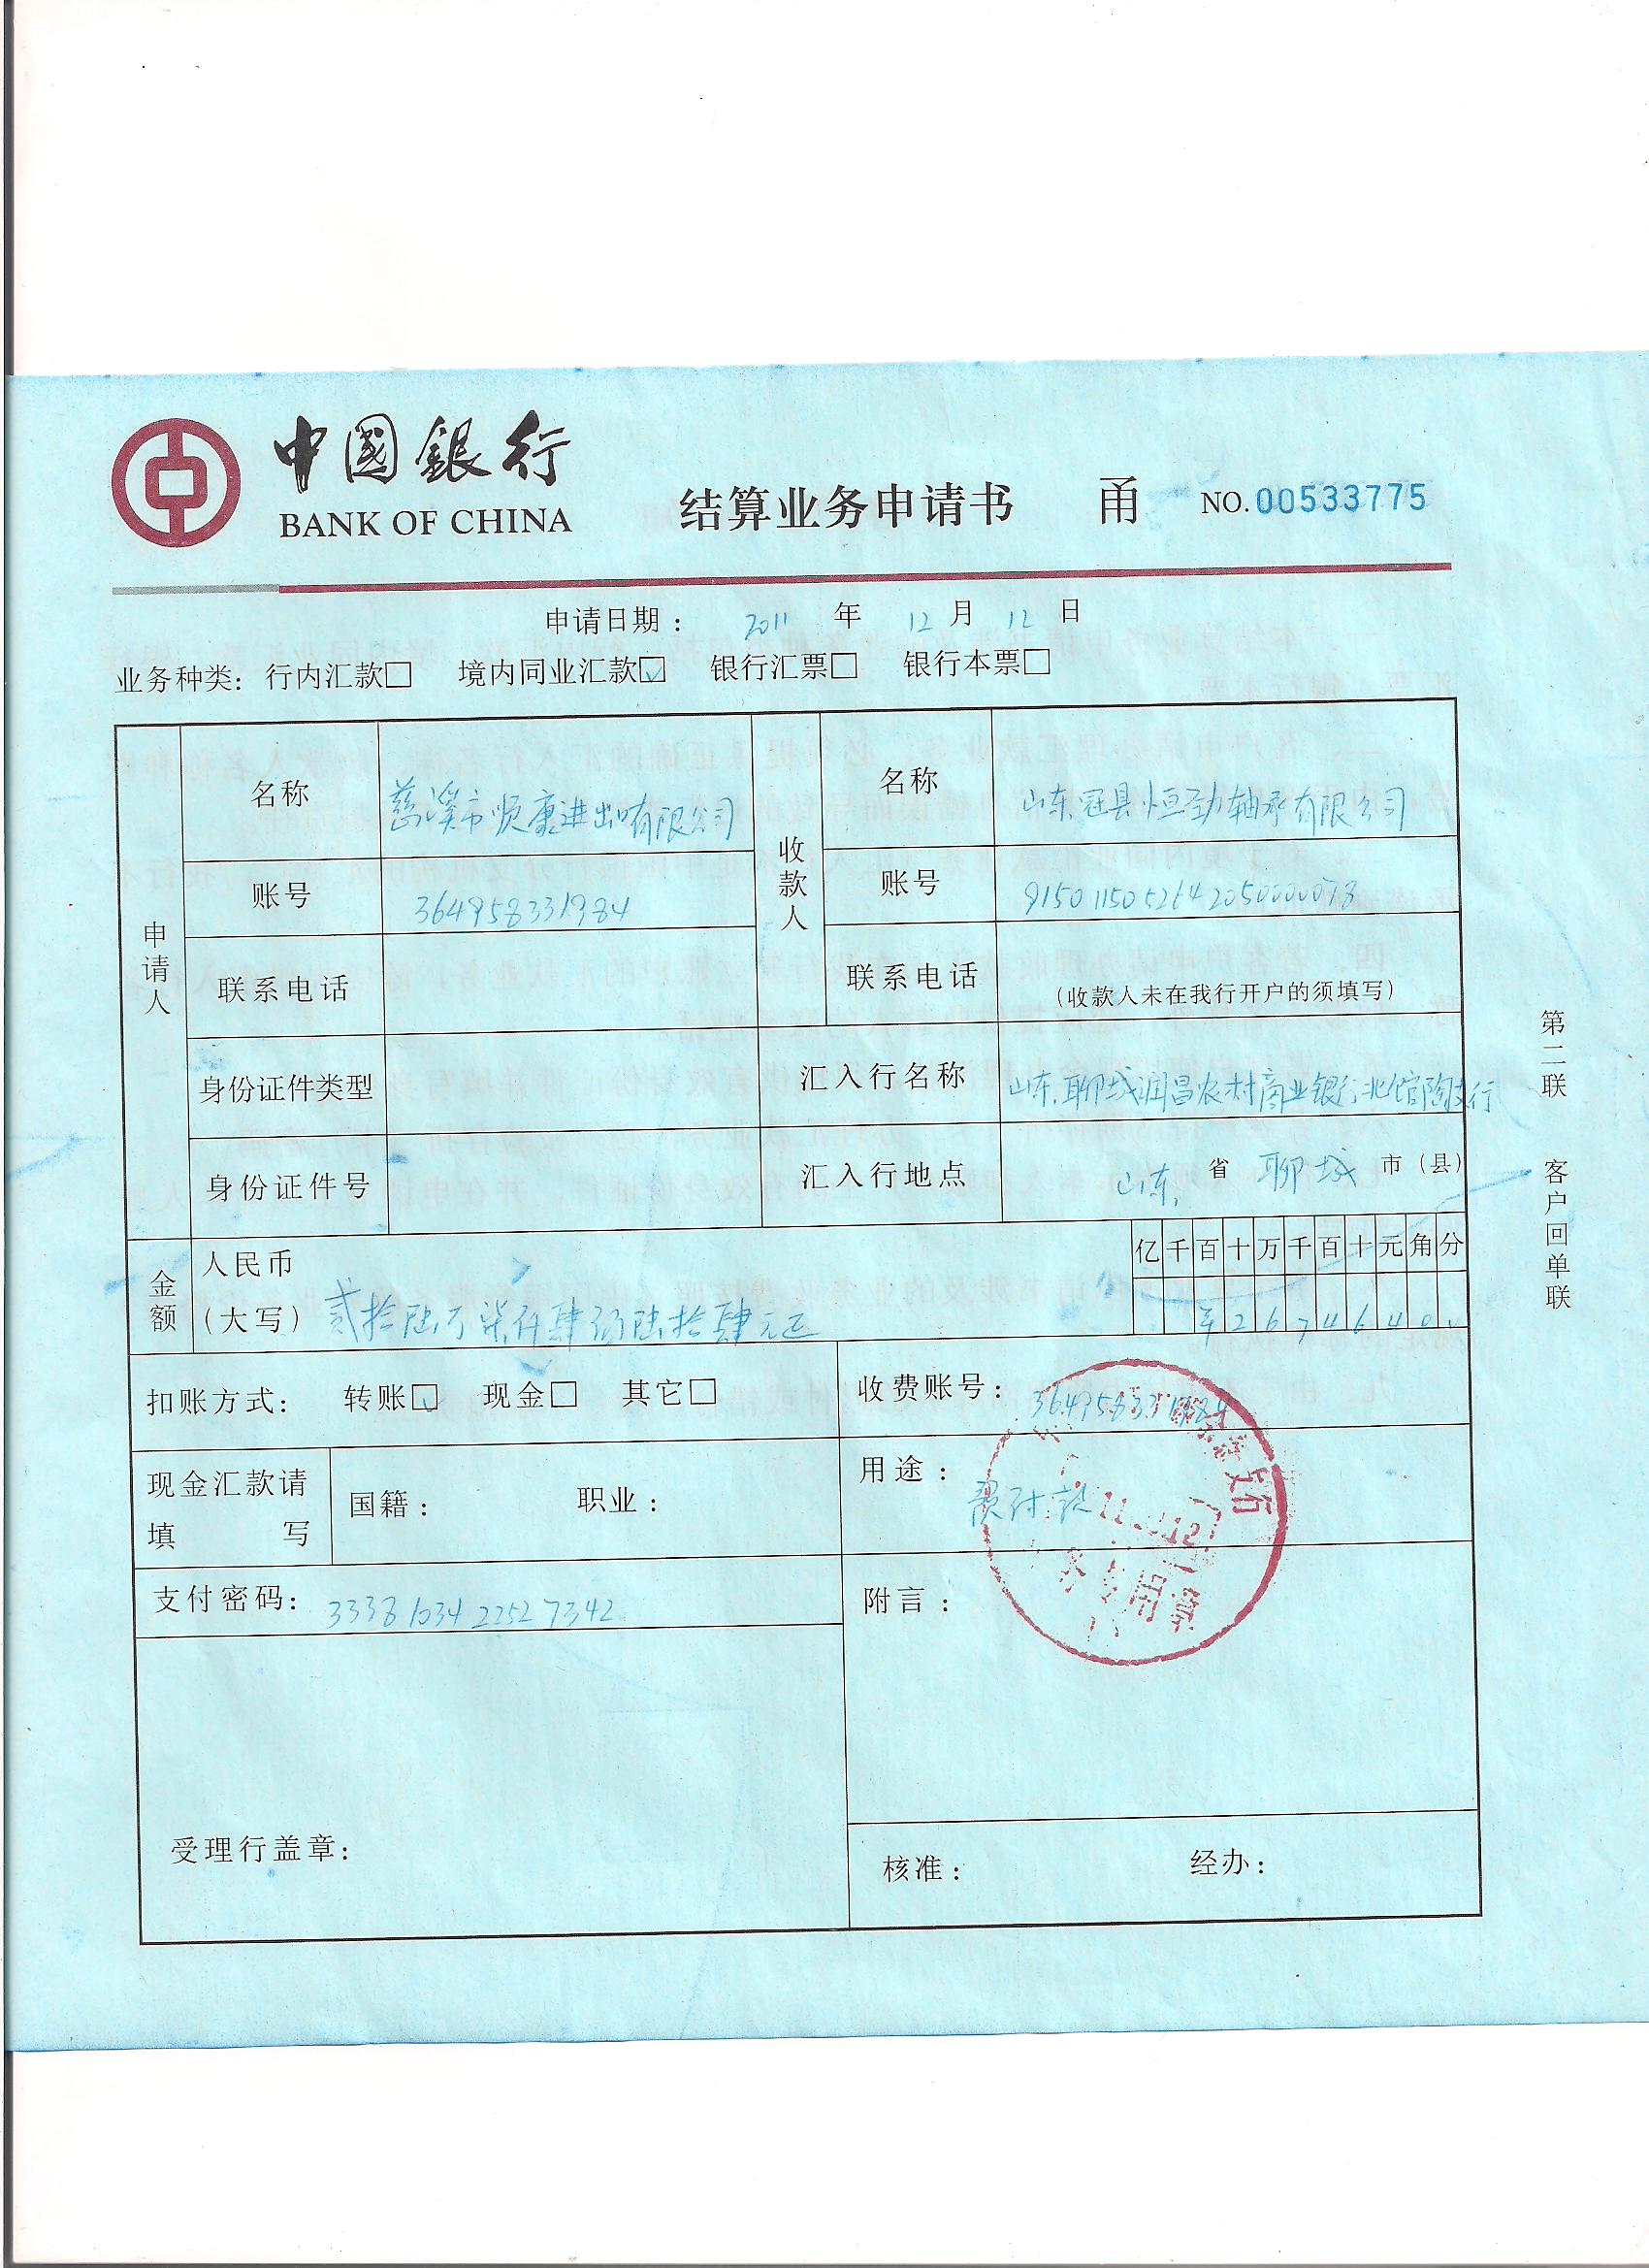 中國銀行
BANK OF CHINA
结算业务申请书 甬 NO.00533775
申请日期: 2011 年 12 月 12 日
业务种类: 行内汇款□ 境内同业汇款☑ 银行汇票□ 银行本票□
申请人
名称 慈溪市顺康进出口有限公司
账号 364958331984
联系电话
身份证件类型
身份证件号
收款人
名称 山东冠县恒劲轴承有限公司
账号
联系电话 (收款人未在我行开户的须填写)
汇入行名称 山东聊城润昌农村商业银行北馆陶支行
汇入行地点 山东 省 聊城 市(县)
金额
人民币
(大写) 贰拾陆万柒仟肆佰陆拾肆元正
亿千百十万千百十元角分
¥ 2 6 7 4 6 4 0 0
扣账方式: 转账☑ 现金□ 其它□
收费账号: 364958331984
现金汇款请
填 写
国籍: 职业:
用途:
支付密码: 3338 1034 2252 7342
附言:
专用章
受理行盖章:
核准: 经办:
第二联 客户回单联